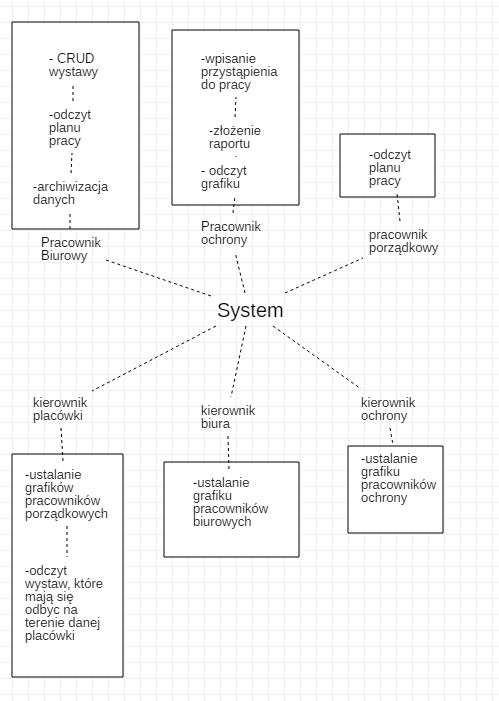 - CRUD
wystawy
-odczyt
planu
pracy
-archiwizacja
danych
Pracownik
Biurowy
-wpisanie
przystąpienia
do pracy
-złożenie
raportu
- odczyt
grafiku
Pracownik
ochrony
-odczyt
planu
pracy
pracownik
porządkowy
System
kierownik
placówki
-ustalanie
grafików
pracowników
porządkowych
-odczyt
wystaw, które
mają się
odbyc na
terenie danej
placówki
kierownik
biura
-ustalanie
grafiku
pracowników
biurowych
kierownik
ochrony
-ustalanie
grafiku
pracowników
ochrony